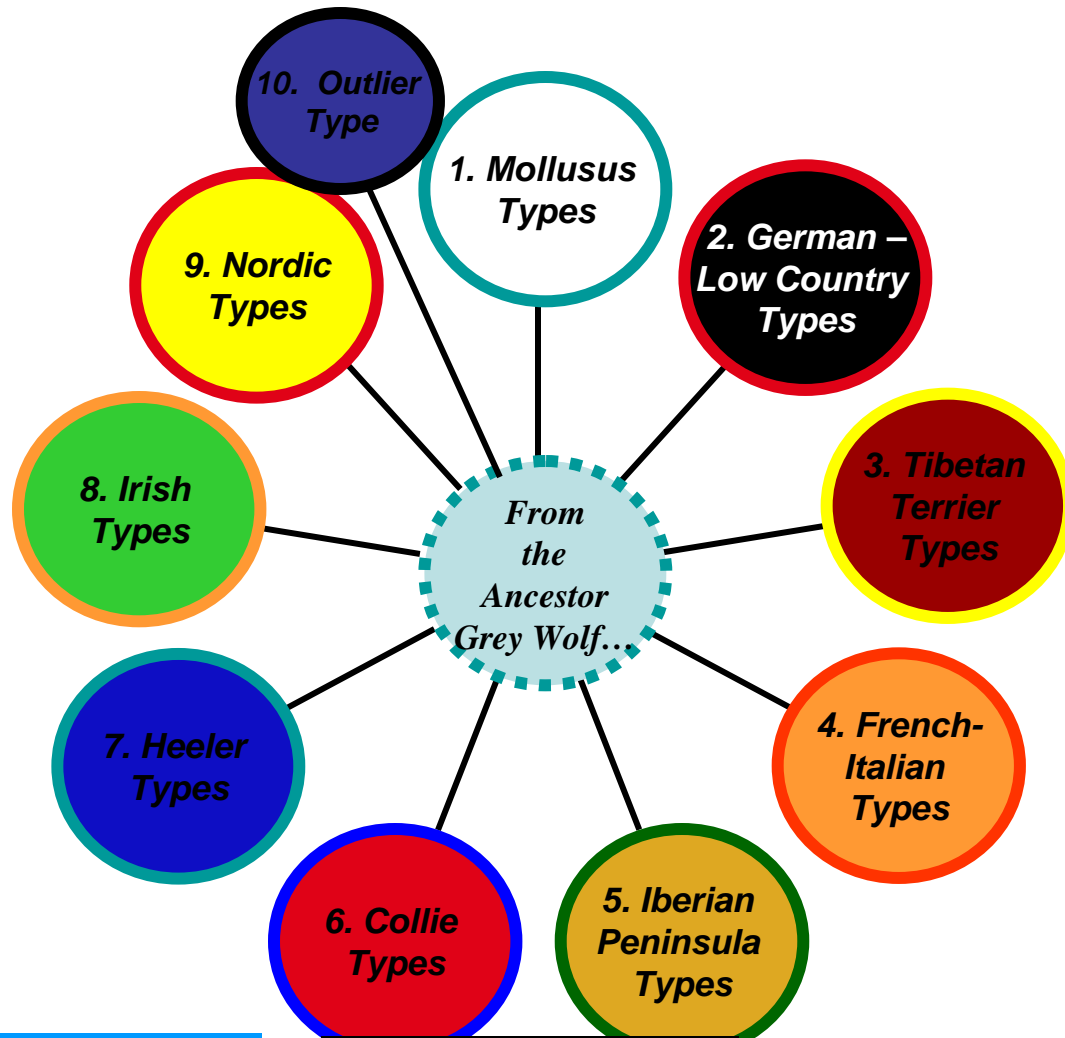 10. Outlier
Type
1. Mollusus
Types
2. German –
Low Country
Types
9. Nordic
Types
3. Tibetan
Terrier
Types
8. Irish
Types
From
the
Ancestor
Grey Wolf…
4. French-
Italian
Types
7. Heeler
Types
5. Iberian
Peninsula
Types
6. Collie
Types